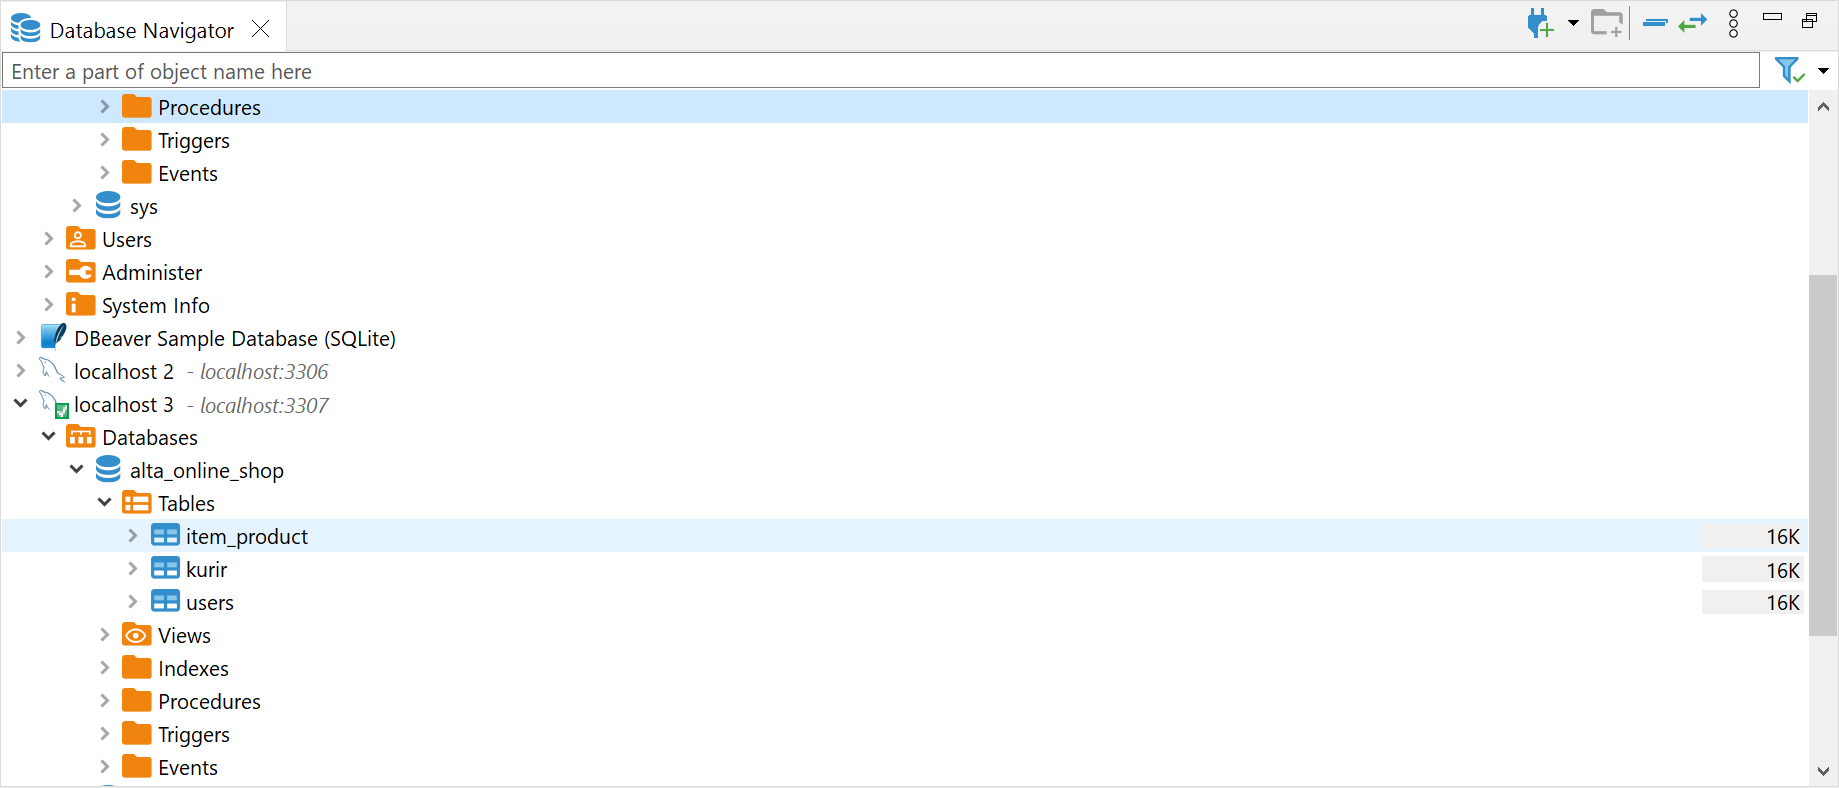 Database Navigator
Enter a part of object name here
Procedures
Triggers
Events
sys
Users
Administer
System Info
DBeaver Sample Database (SQLite)
localhost 2 - localhost:3306
localhost 3 - localhost:3307
Databases
alta_online_shop
Tables
item_product 16K
kurir 16K
users 16K
Views
Indexes
Procedures
Triggers
Events